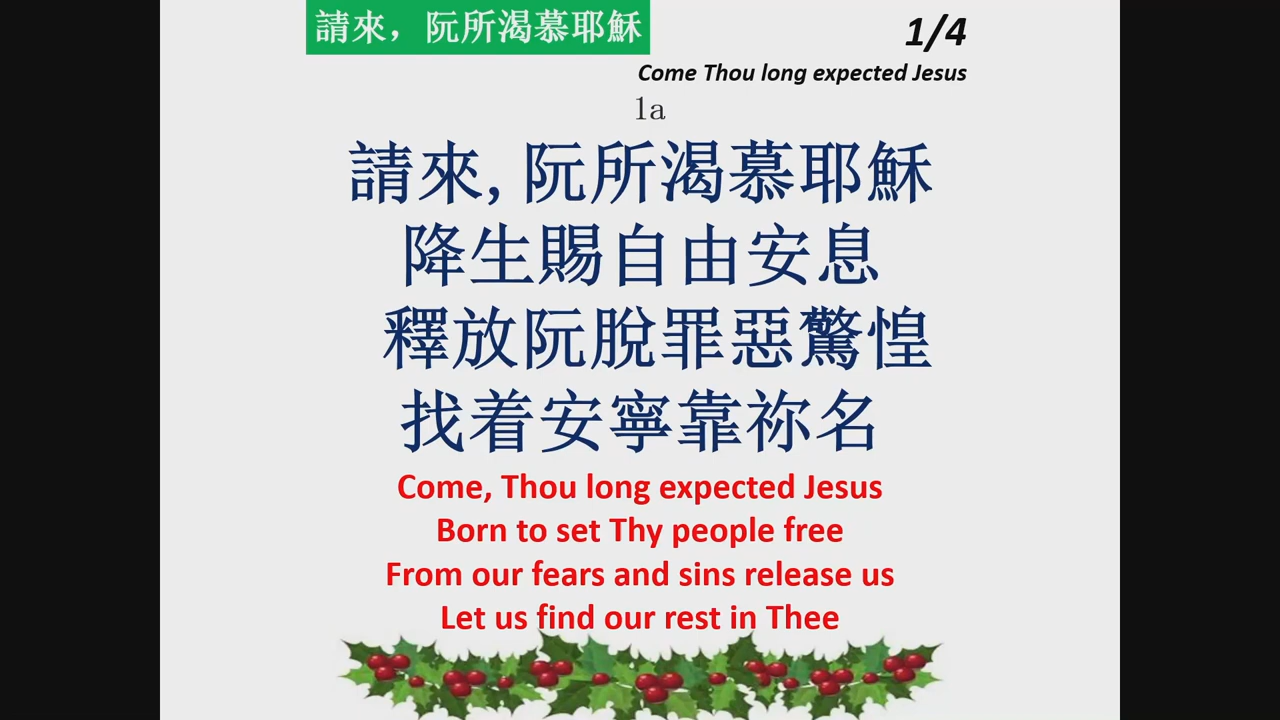 請來，阮所渴慕耶穌
1/4
Come Thou long expected Jesus
1a
請來,阮所渴慕耶穌
降生賜自由安息
釋放阮脫罪惡驚惶
找着安寧靠祢名
Come, Thou long expected Jesus
Born to set Thy people free
From our fears and sins release us
Let us find our rest in Thee